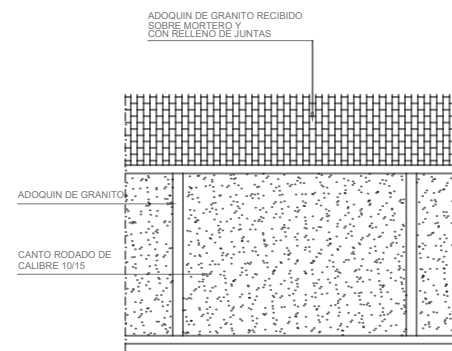 ADOQUIN DE GRANITO RECIBIDO
SOBRE MORTERO Y
CON RELLENO DE JUNTAS
ADOQUIN DE GRANITO
CANTO RODADO DE
CALIBRE 10/15